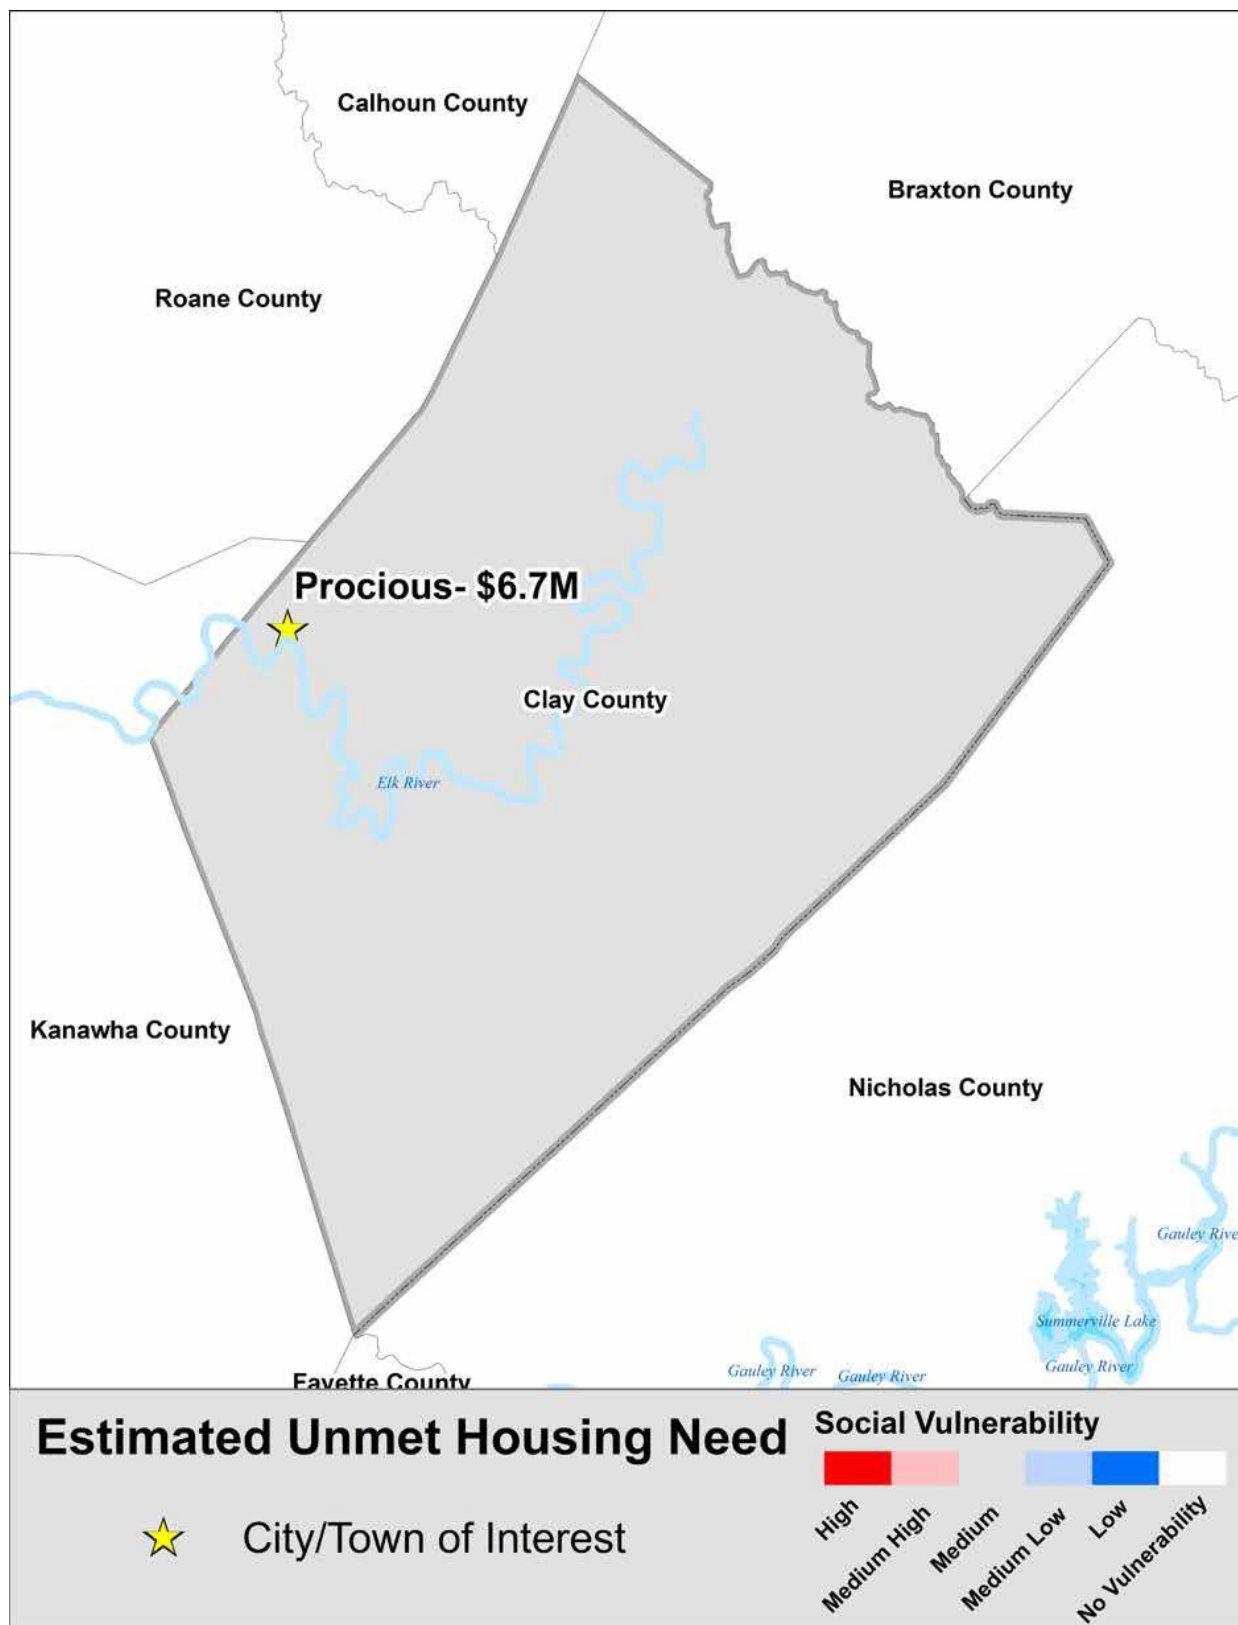 Calhoun County
Braxton County
Roane County
Procious- $6.7M
Clay County
Elk River
Kanawha County
Nicholas County
Gauley Rive
Summerville Lake
Gauley River
Gauley River
Gauley River
Fayette County
Estimated Unmet Housing Need
Social Vulnerability
High
Medium High
Medium
Medium Low
Low
No Vulnerability
City/Town of Interest